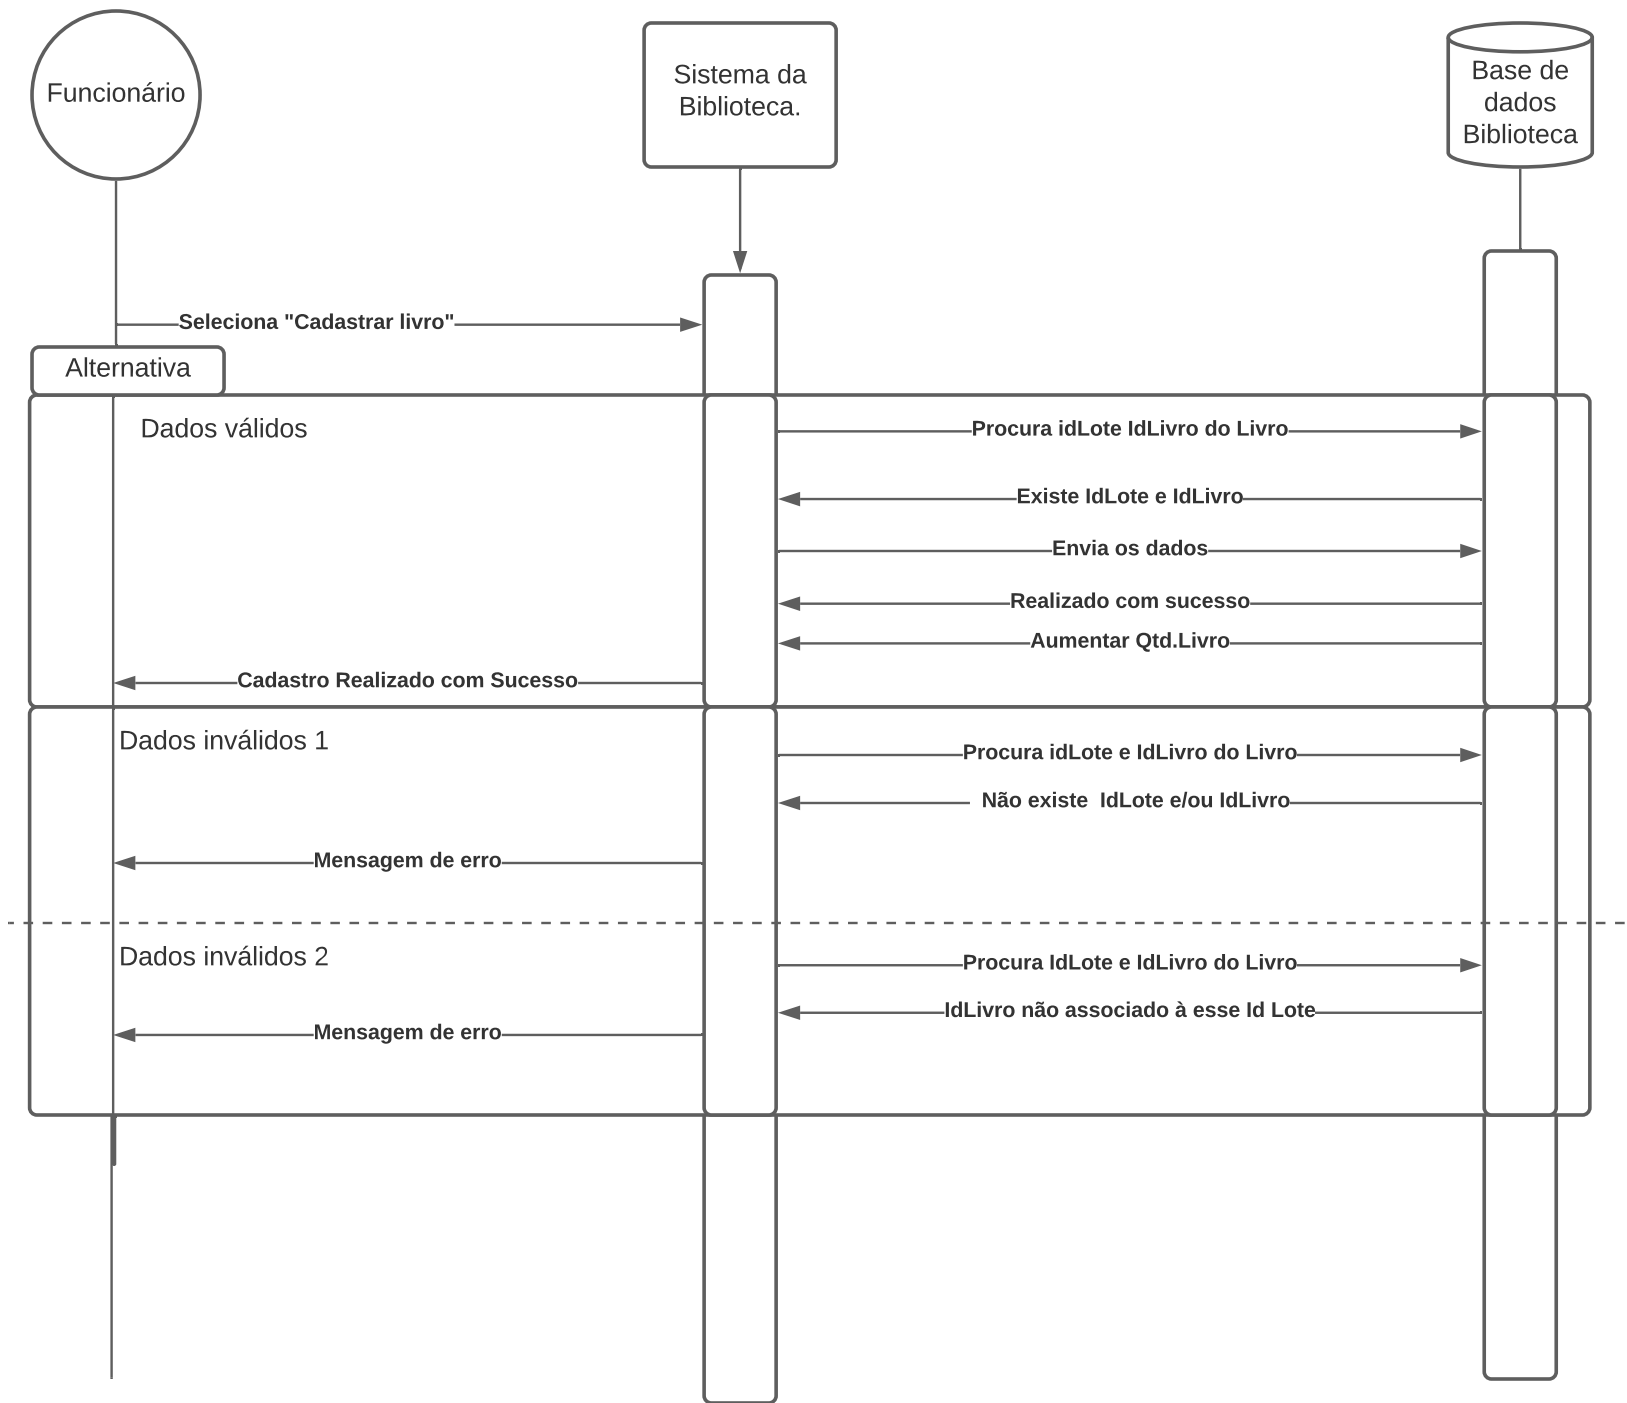 Funcionário
Sistema da
Biblioteca.
Base de
dados
Biblioteca
Seleciona "Cadastrar livro"
Alternativa
Dados válidos
Procura idLote IdLivro do Livro
Existe IdLote e IdLivro
Envia os dados
Realizado com sucesso
Aumentar Qtd.Livro
Cadastro Realizado com Sucesso
Dados inválidos 1
Procura idLote e IdLivro do Livro
Não existe  IdLote e/ou IdLivro
Mensagem de erro
Dados inválidos 2
Procura IdLote e IdLivro do Livro
IdLivro não associado à esse Id Lote
Mensagem de erro